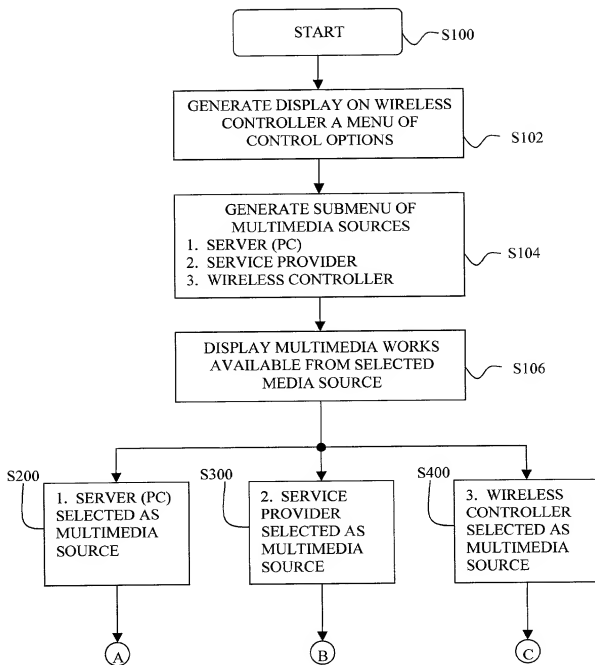 START
S100
GENERATE DISPLAY ON WIRELESS
CONTROLLER A MENU OF
CONTROL OPTIONS
S102
GENERATE SUBMENU OF
MULTIMEDIA SOURCES
1. SERVER (PC)
2. SERVICE PROVIDER
3. WIRELESS CONTROLLER
S104
DISPLAY MULTIMEDIA WORKS
AVAILABLE FROM SELECTED
MEDIA SOURCE
S106
S200
1. SERVER (PC)
SELECTED AS
MULTIMEDIA
SOURCE
S300
2. SERVICE
PROVIDER
SELECTED AS
MULTIMEDIA
SOURCE
S400
3. WIRELESS
CONTROLLER
SELECTED AS
MULTIMEDIA
SOURCE
A
B
C